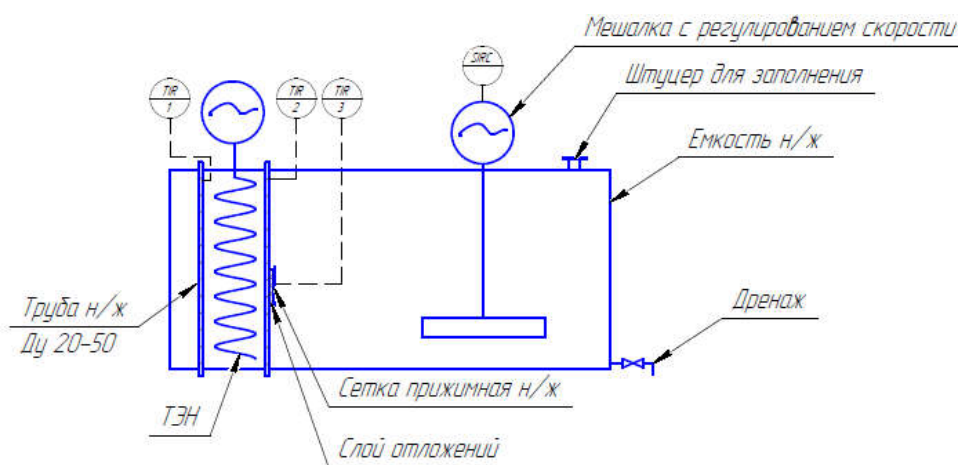 Мешалка с регулированием скорости
SIRC
Штуцер для заполнения
TIR
1
TIR
2
TIR
3
Емкость н/ж
Труба н/ж
Ду 20-50
Дренаж
Сетка прижимная н/ж
ТЭН
Слой отложений